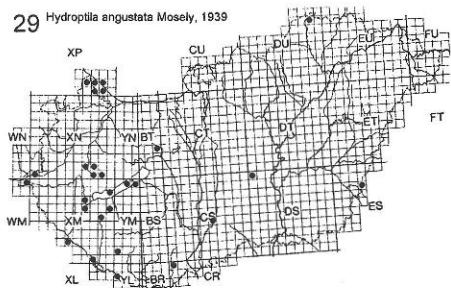 29 Hydroptila angustata Mosely, 1939
XP CU DU EU FU
WN XN YN BT CT DT ET FT
WM XM YM BS CS DS ES
XL YL BR CR